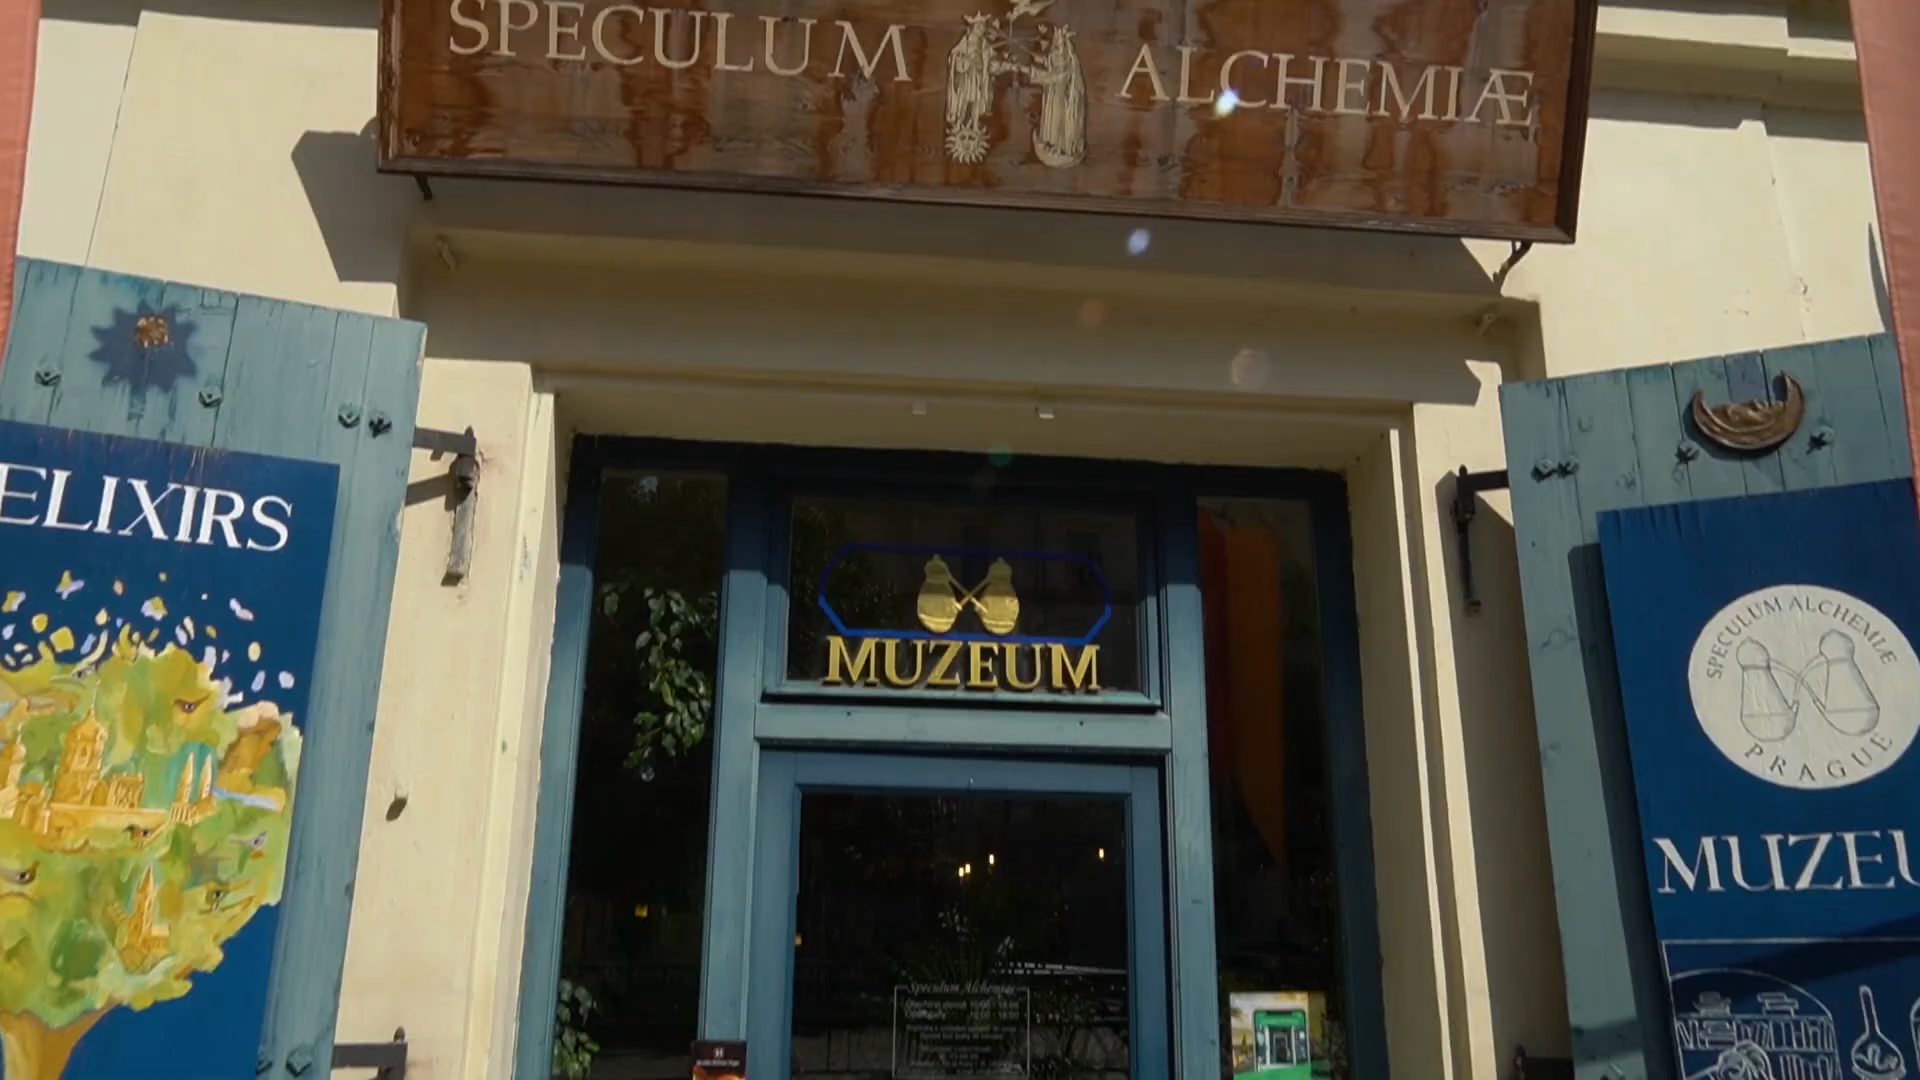 SPECULUM ALCHEMIÆ
ELIXIRS
MUZEUM
SPECULUM ALCHEMIÆ
PRAGUE
MUZEU
Speculum Alchemiae